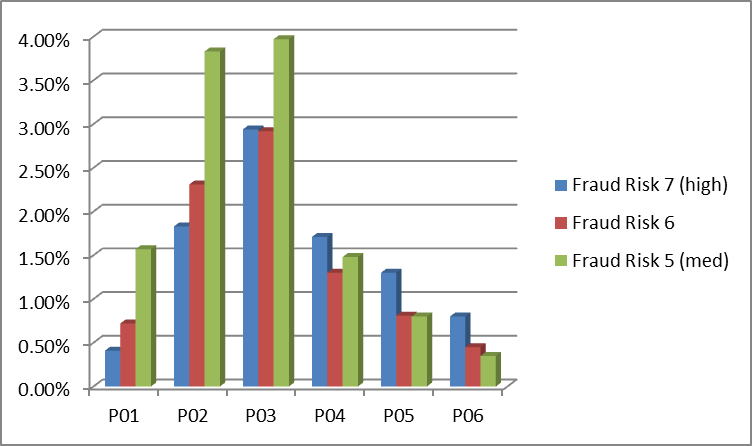 4.00%
3.50%
3.00%
2.50%
2.00%
1.50%
1.00%
0.50%
0.00%
P01 P02 P03 P04 P05 P06
Fraud Risk 7 (high)
Fraud Risk 6
Fraud Risk 5 (med)